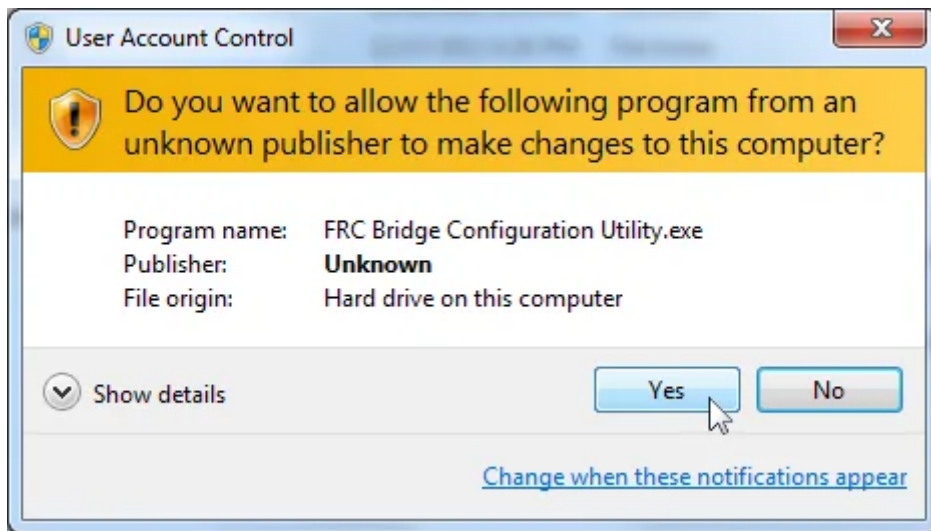 User Account Control
Do you want to allow the following program from an
unknown publisher to make changes to this computer?
Program name: FRC Bridge Configuration Utility.exe
Publisher: Unknown
File origin: Hard drive on this computer
Show details
Yes No
Change when these notifications appear